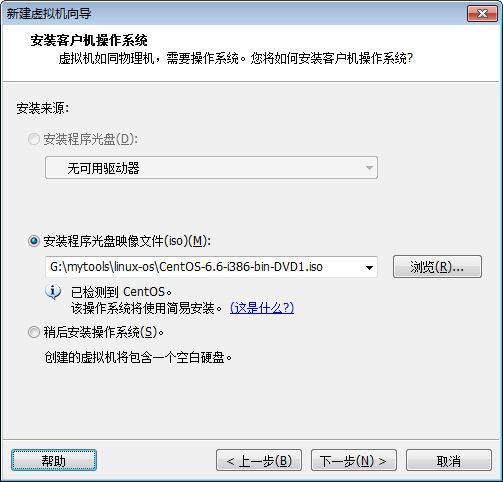 新建虚拟机向导
安装客户机操作系统
虚拟机如同物理机，需要操作系统。您将如何安装客户机操作系统?
安装来源:
安装程序光盘(D):
无可用驱动器
安装程序光盘映像文件(iso)(M):
G:\mytools\linux-os\CentOS-6.6-i386-bin-DVD1.iso
浏览(R)...
已检测到 CentOS。
该操作系统将使用简易安装。 (这是什么?)
稍后安装操作系统(S)。
创建的虚拟机将包含一个空白硬盘。
帮助
< 上一步(B)
下一步(N) >
取消